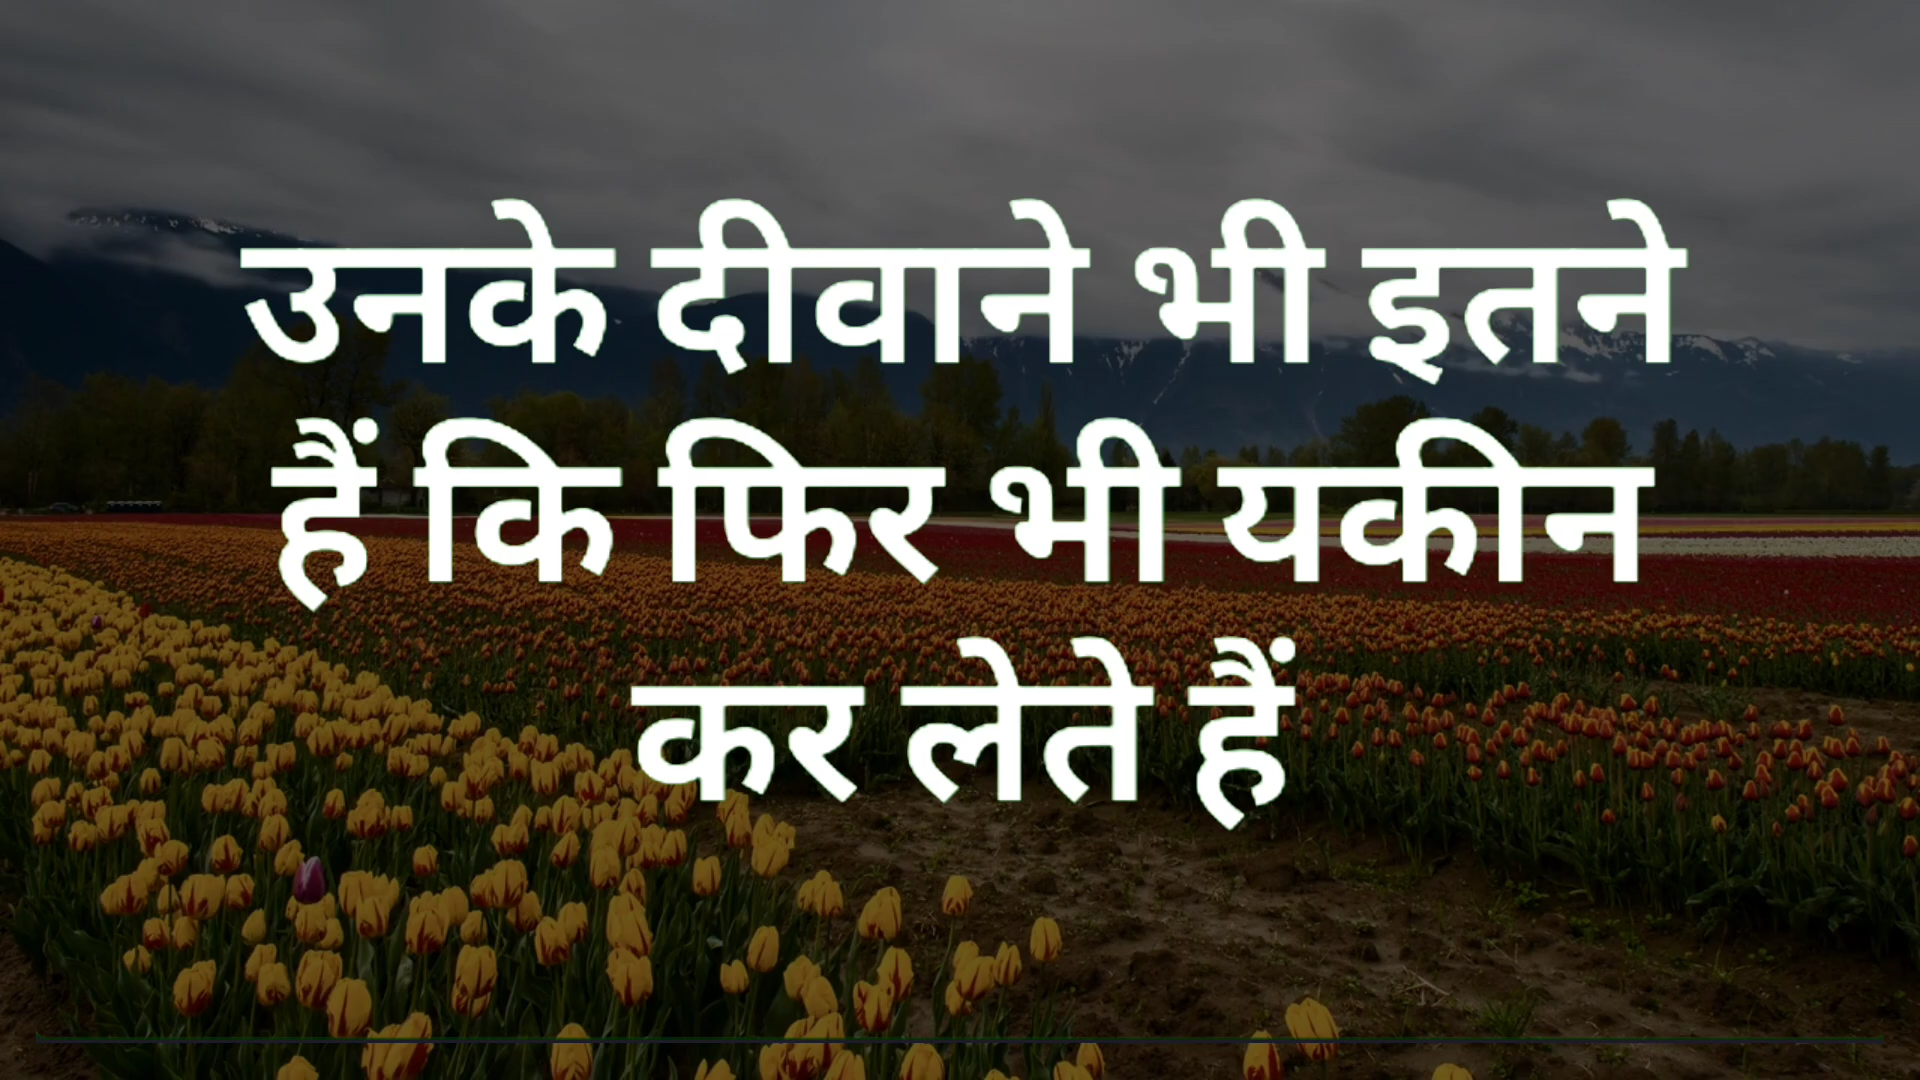 उनके दीवाने भी इतने
हैं कि फिर भी यकीन
कर लेते हैं